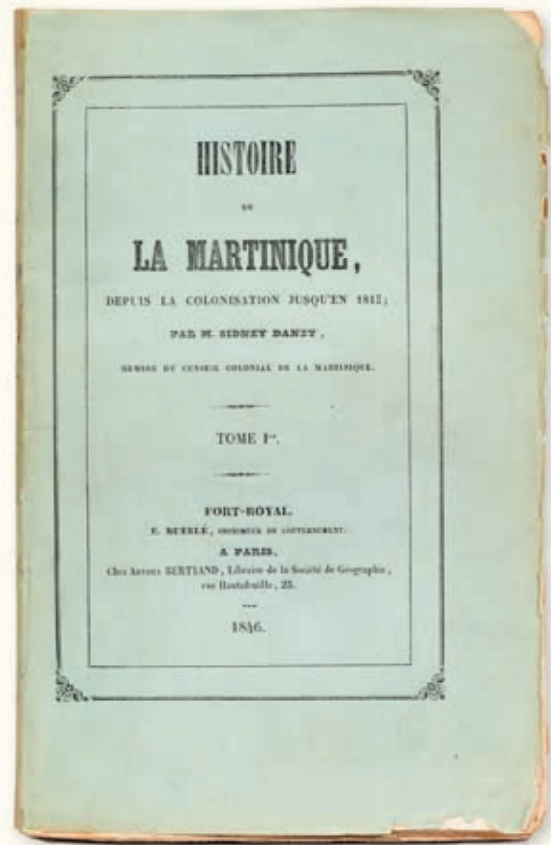 HISTOIRE
DE
LA MARTINIQUE,
DEPUIS LA COLONISATION JUSQU'EN 1815;
PAR M. SIDNEY DANEY,
MEMBRE DU CONSEIL COLONIAL DE LA MARTINIQUE.
TOME Ier.
FORT-ROYAL.
E. RUELLE, IMPRIMEUR DU GOUVERNEMENT.
A PARIS,
Chez ARTHUS BERTRAND, Libraire de la Société de Géographie,
rue Hautefeuille, 23.
1846.